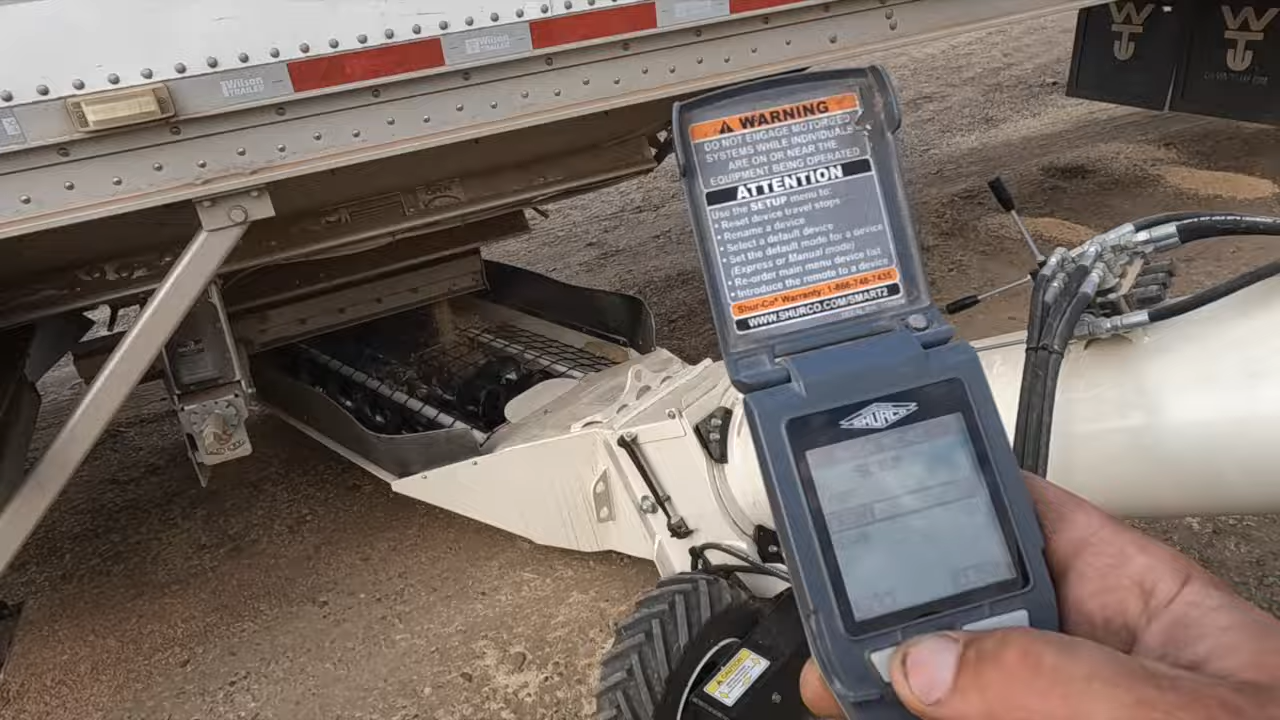 Wilson
TRAILER
Wilson
TRAILER
Wilson
TRAILER
WT
WT
WARNING
DO NOT ENGAGE MOTORIZED
SYSTEMS WHILE INDIVIDUALS
ARE ON OR NEAR THE
EQUIPMENT BEING OPERATED
ATTENTION
Use the SETUP menu to:
• Reset device travel stops
• Rename a device
• Select a default device
• Set the default mode for a device
(Express or Manual mode)
• Re-order main menu device list
• Introduce the remote to a device
Shur-Co® Warranty: 1-866-748-7435
WWW.SHURCO.COM/SMART2
SHURCO
CAUTION